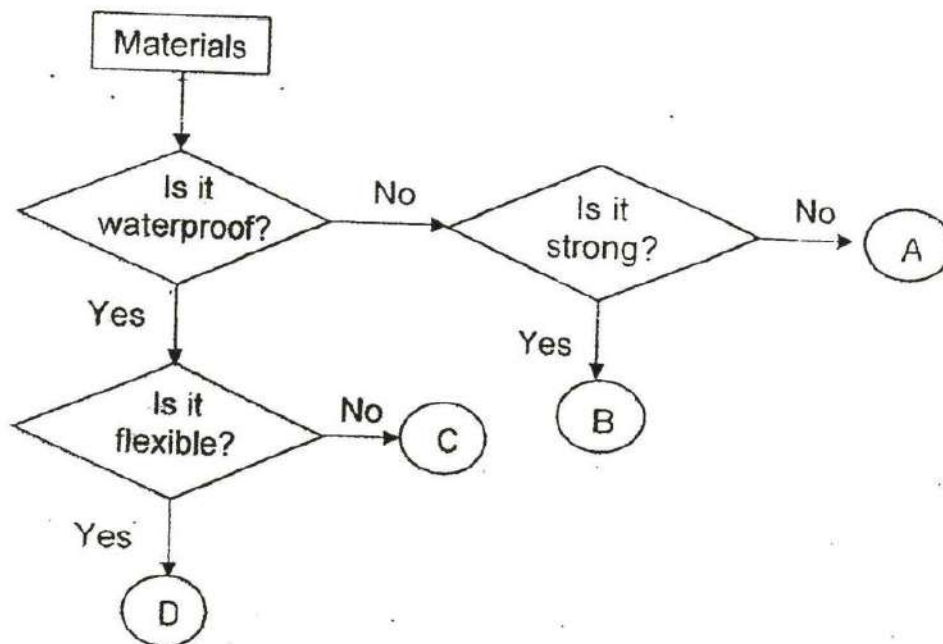 Materials
Is it
waterproof?
No
Is it
strong?
No
A
Yes
Yes
B
Is it
flexible?
No
C
Yes
D